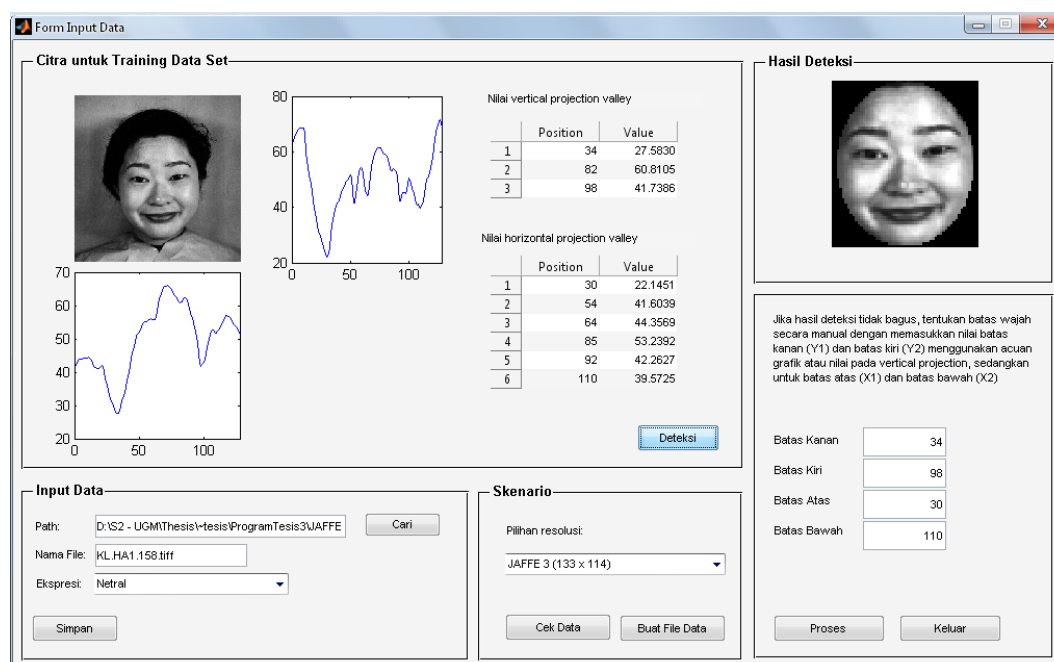 Form Input Data
Citra untuk Training Data Set
80
60
40
20
0
50
100
70
60
50
40
30
20
0
50
100
Nilai vertical projection valley
Position Value
1 34 27.5830
2 82 60.8105
3 98 41.7386
Nilai horizontal projection valley
Position Value
1 30 22.1451
2 54 41.6039
3 64 44.3569
4 85 53.2392
5 92 42.2627
6 110 39.5725
Deteksi
Hasil Deteksi
Jika hasil deteksi tidak bagus, tentukan batas wajah
secara manual dengan memasukkan nilai batas
kanan (Y1) dan batas kiri (Y2) menggunakan acuan
grafik atau nilai pada vertical projection, sedangkan
untuk batas atas (X1) dan batas bawah (X2)
Batas Kanan 34
Batas Kiri 98
Batas Atas 30
Batas Bawah 110
Proses
Keluar
Input Data
Path: D:\S2 - UGM\Thesis\~tesis\ProgramTesis3\JAFFE
Cari
Nama File: KL.HA1.158.tiff
Ekspresi: Netral
Simpan
Skenario
Pilihan resolusi:
JAFFE 3 (133 x 114)
Cek Data
Buat File Data